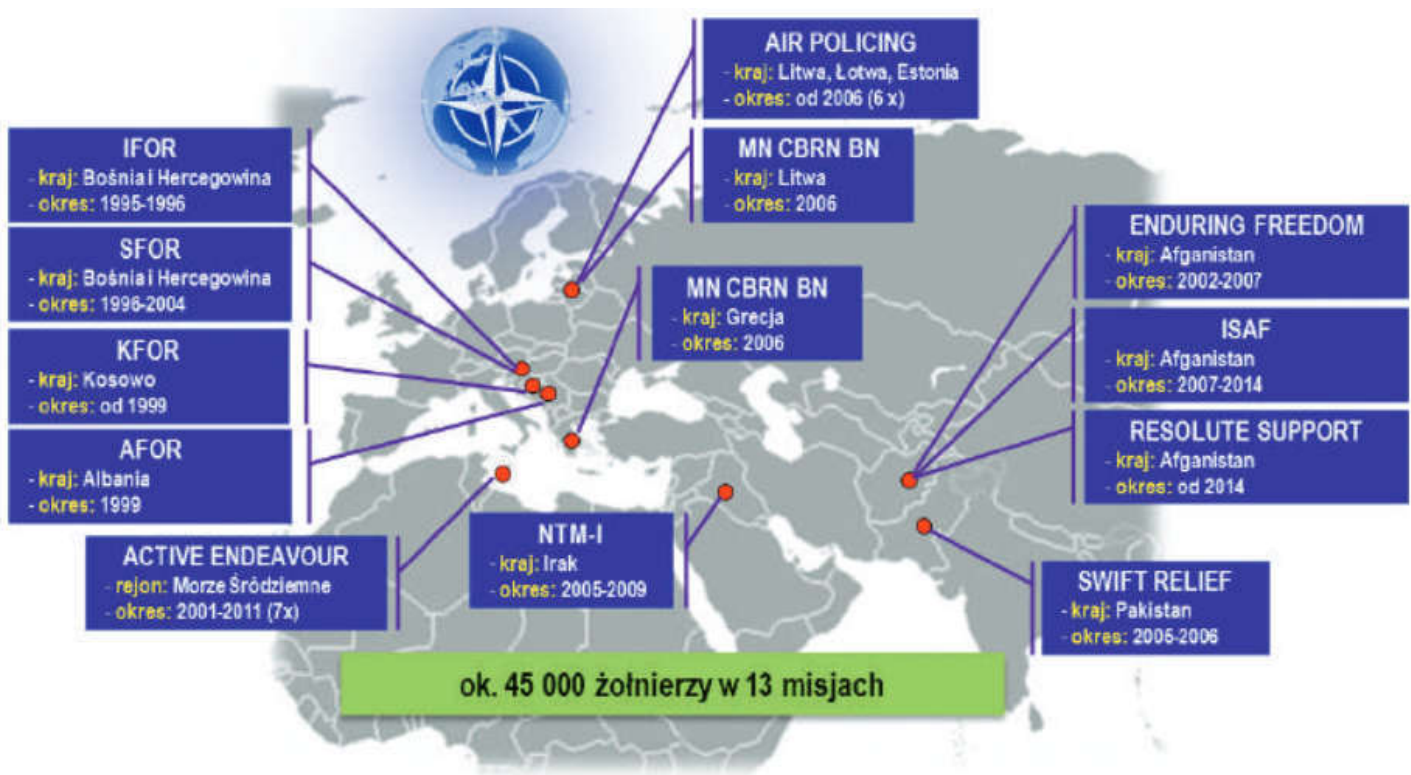 AIR POLICING
- kraj: Litwa, Łotwa, Estonia
- okres: od 2006 (6 x)
IFOR
- kraj: Bośnia i Hercegowina
- okres: 1995-1996
MN CBRN BN
- kraj: Litwa
- okres: 2006
SFOR
- kraj: Bośnia i Hercegowina
- okres: 1996-2004
ENDURING FREEDOM
- kraj: Afganistan
- okres: 2002-2007
MN CBRN BN
- kraj: Grecja
- okres: 2006
KFOR
- kraj: Kosowo
- okres: od 1999
ISAF
- kraj: Afganistan
- okres: 2007-2014
AFOR
- kraj: Albania
- okres: 1999
RESOLUTE SUPPORT
- kraj: Afganistan
- okres: od 2014
ACTIVE ENDEAVOUR
- rejon: Morze Śródziemne
- okres: 2001-2011 (7x)
NTM-I
- kraj: Irak
- okres: 2005-2009
SWIFT RELIEF
- kraj: Pakistan
- okres: 2005-2006
ok. 45 000 żołnierzy w 13 misjach